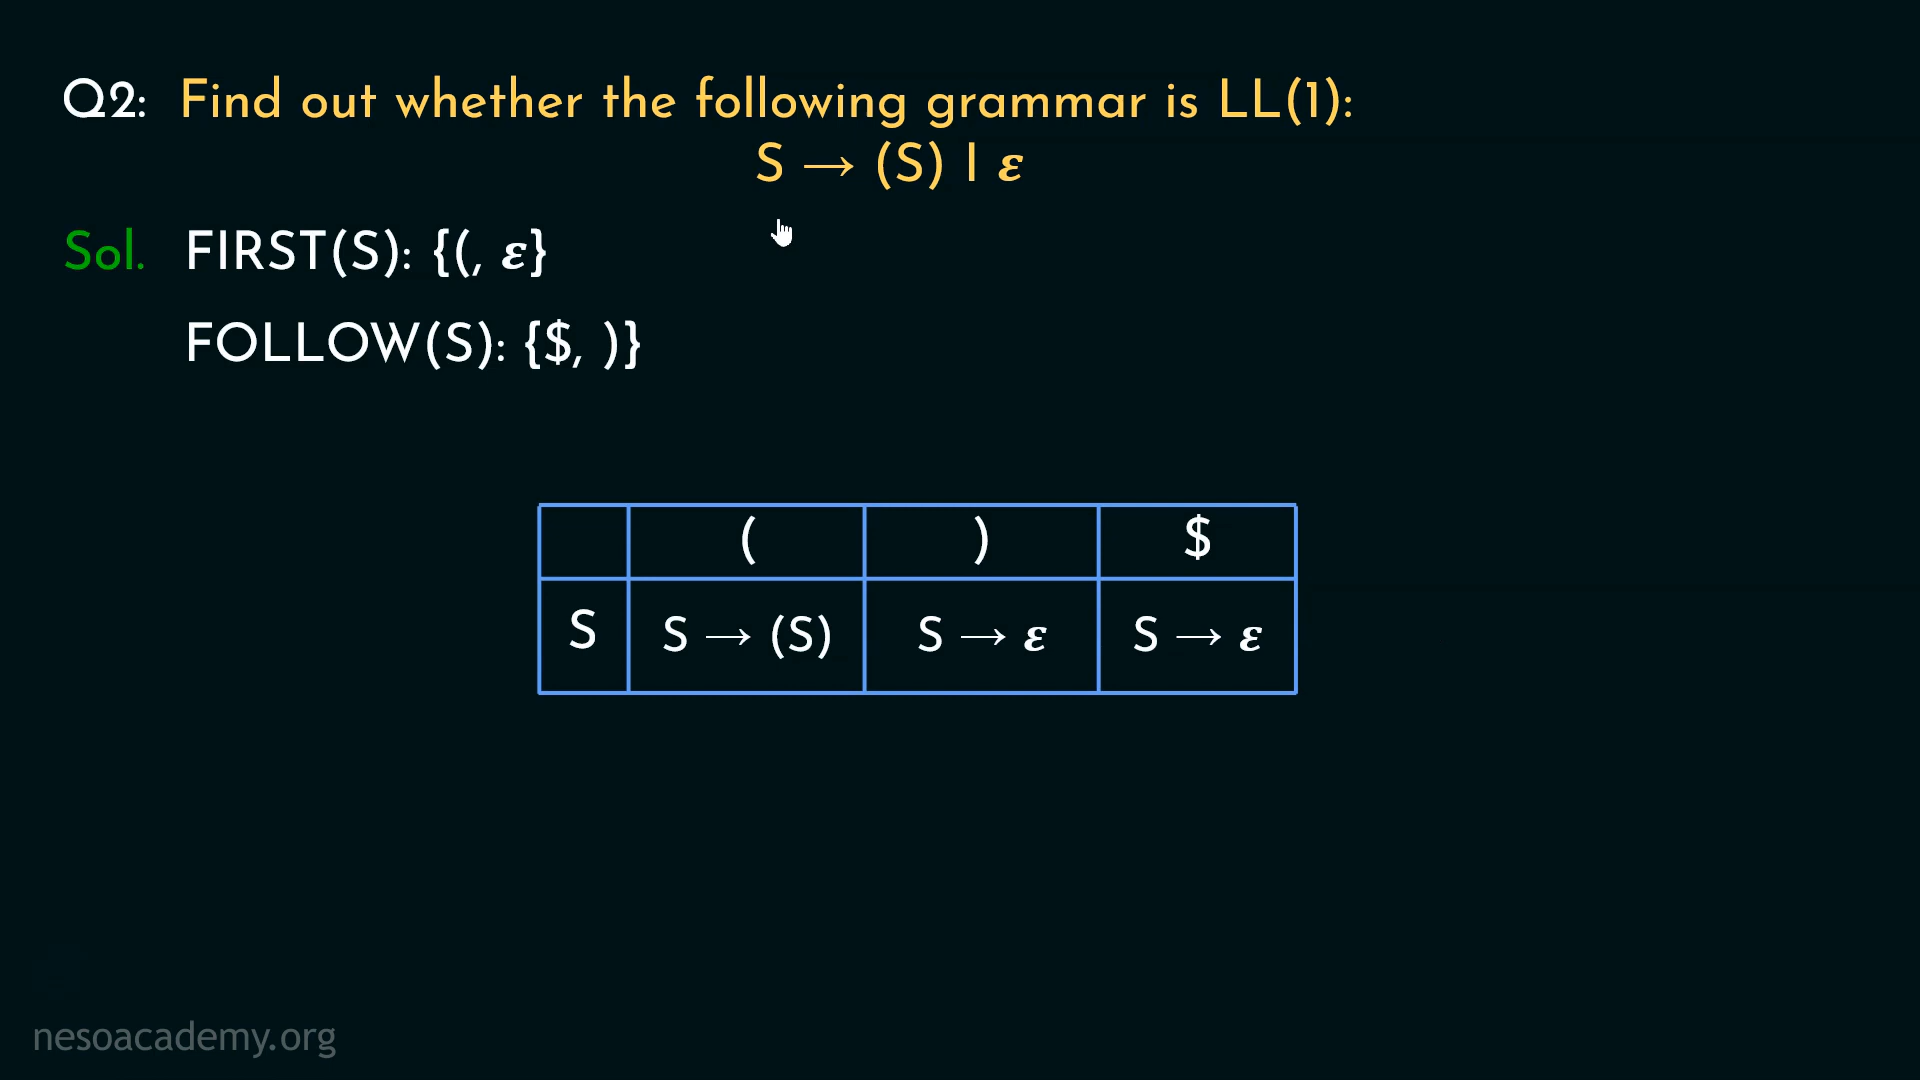 Q2: Find out whether the following grammar is LL(1):
S → (S) | ε
Sol. FIRST(S): {(, ε}
FOLLOW(S): {$, )}
( ) $
S S → (S) S → ε S → ε
nesoacademy.org